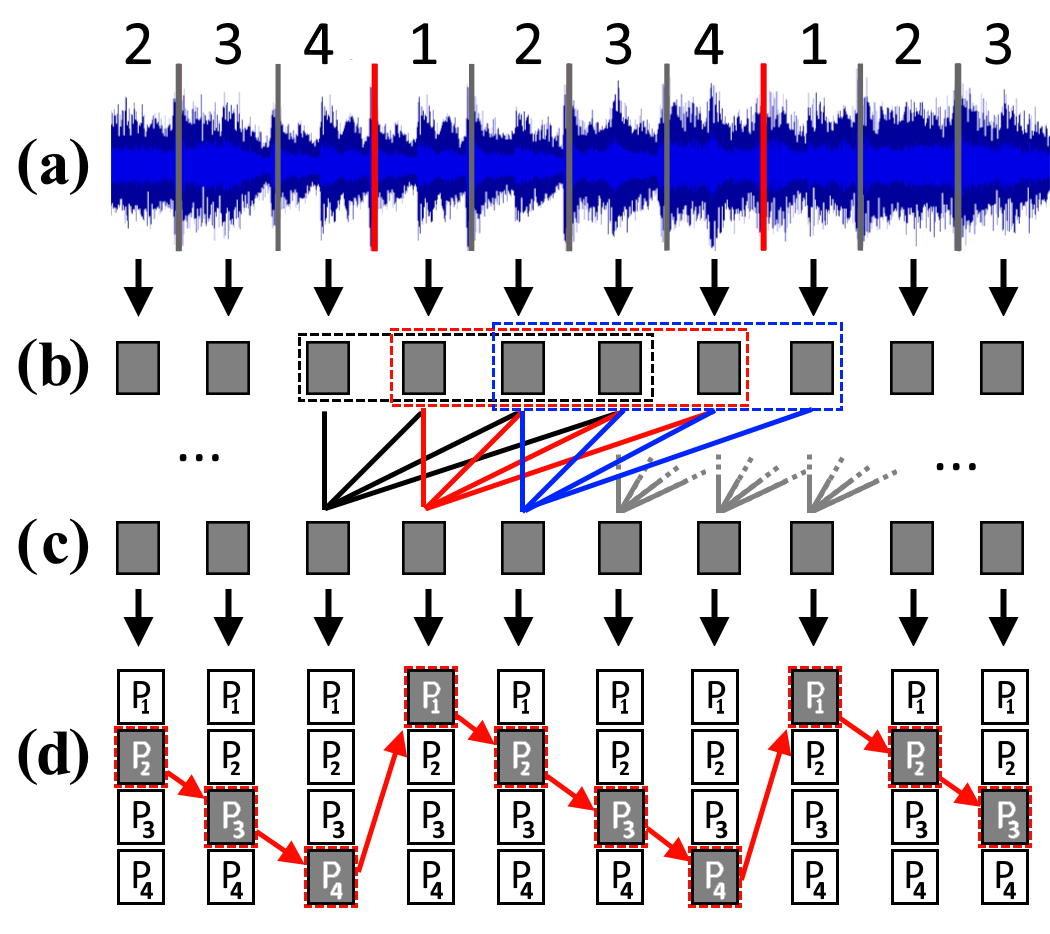 2 3 4 1 2 3 4 1 2 3
(a)
(b)
... ...
(c)
P1 P1 P1 P1 P1 P1 P1 P1 P1 P1
(d)
P2 P2 P2 P2 P2 P2 P2 P2 P2 P2
P3 P3 P3 P3 P3 P3 P3 P3 P3 P3
P4 P4 P4 P4 P4 P4 P4 P4 P4 P4